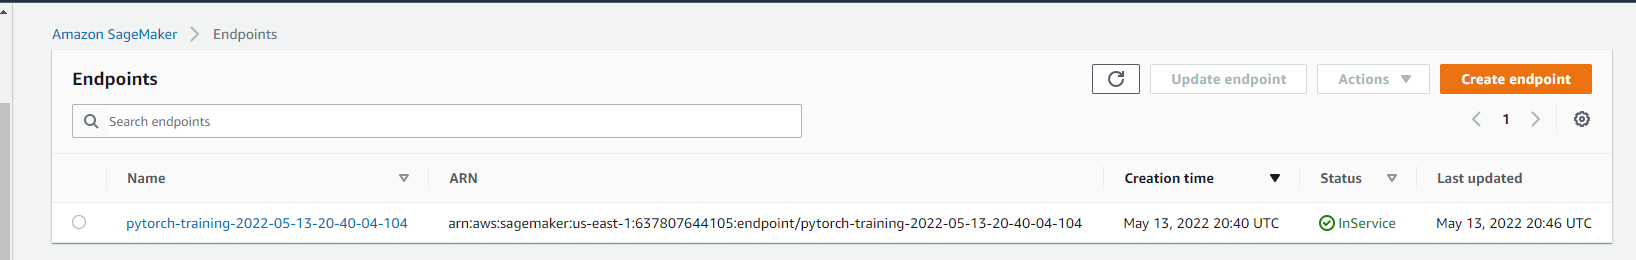 Amazon SageMaker > Endpoints
Endpoints
Update endpoint Actions Create endpoint
Search endpoints
1
Name ARN Creation time Status Last updated
pytorch-training-2022-05-13-20-40-04-104 arn:aws:sagemaker:us-east-1:637807644105:endpoint/pytorch-training-2022-05-13-20-40-04-104 May 13, 2022 20:40 UTC InService May 13, 2022 20:46 UTC